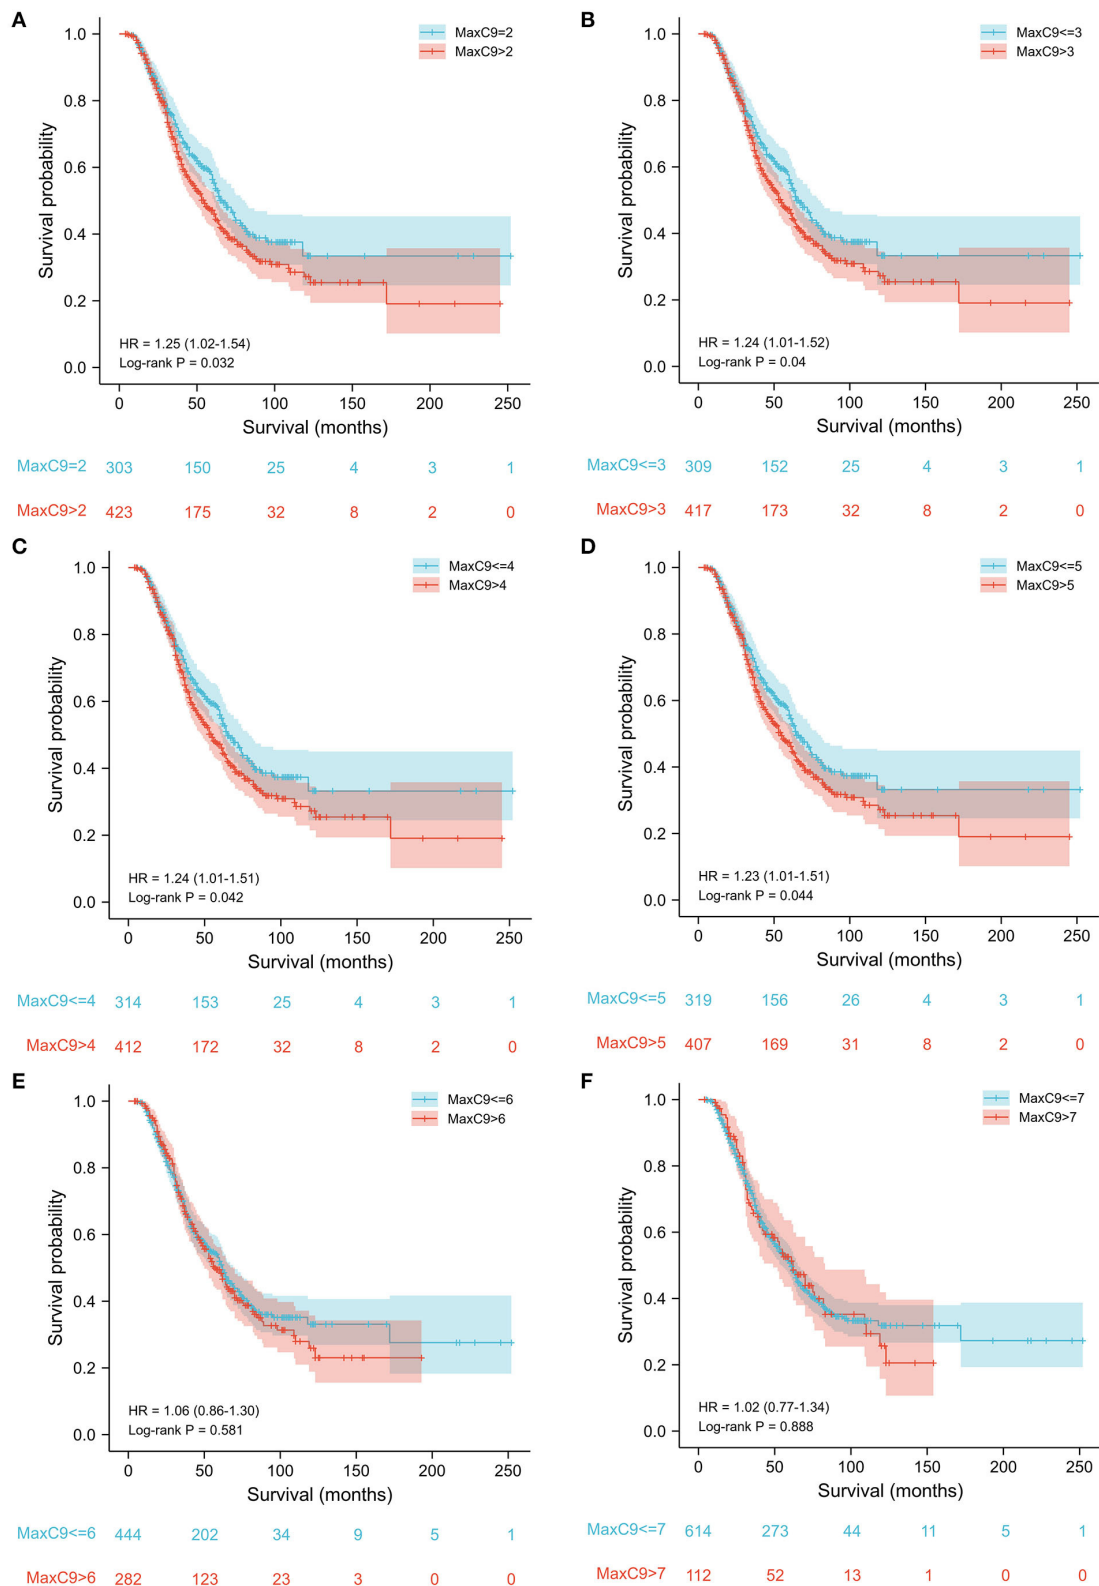 A
MaxC9=2
MaxC9>2
1.0
0.8
0.6
0.4
0.2
0.0
Survival probability
HR = 1.25 (1.02-1.54)
Log-rank P = 0.032
0 50 100 150 200 250
Survival (months)
MaxC9=2 303 150 25 4 3 1
MaxC9>2 423 175 32 8 2 0
B
MaxC9<=3
MaxC9>3
1.0
0.8
0.6
0.4
0.2
0.0
Survival probability
HR = 1.24 (1.01-1.52)
Log-rank P = 0.04
0 50 100 150 200 250
Survival (months)
MaxC9<=3 309 152 25 4 3 1
MaxC9>3 417 173 32 8 2 0
C
MaxC9<=4
MaxC9>4
1.0
0.8
0.6
0.4
0.2
0.0
Survival probability
HR = 1.24 (1.01-1.51)
Log-rank P = 0.042
0 50 100 150 200 250
Survival (months)
MaxC9<=4 314 153 25 4 3 1
MaxC9>4 412 172 32 8 2 0
D
MaxC9<=5
MaxC9>5
1.0
0.8
0.6
0.4
0.2
0.0
Survival probability
HR = 1.23 (1.01-1.51)
Log-rank P = 0.044
0 50 100 150 200 250
Survival (months)
MaxC9<=5 319 156 26 4 3 1
MaxC9>5 407 169 31 8 2 0
E
MaxC9<=6
MaxC9>6
1.0
0.8
0.6
0.4
0.2
0.0
Survival probability
HR = 1.06 (0.86-1.30)
Log-rank P = 0.581
0 50 100 150 200 250
Survival (months)
MaxC9<=6 444 202 34 9 5 1
MaxC9>6 282 123 23 3 0 0
F
MaxC9<=7
MaxC9>7
1.0
0.8
0.6
0.4
0.2
0.0
Survival probability
HR = 1.02 (0.77-1.34)
Log-rank P = 0.888
0 50 100 150 200 250
Survival (months)
MaxC9<=7 614 273 44 11 5 1
MaxC9>7 112 52 13 1 0 0